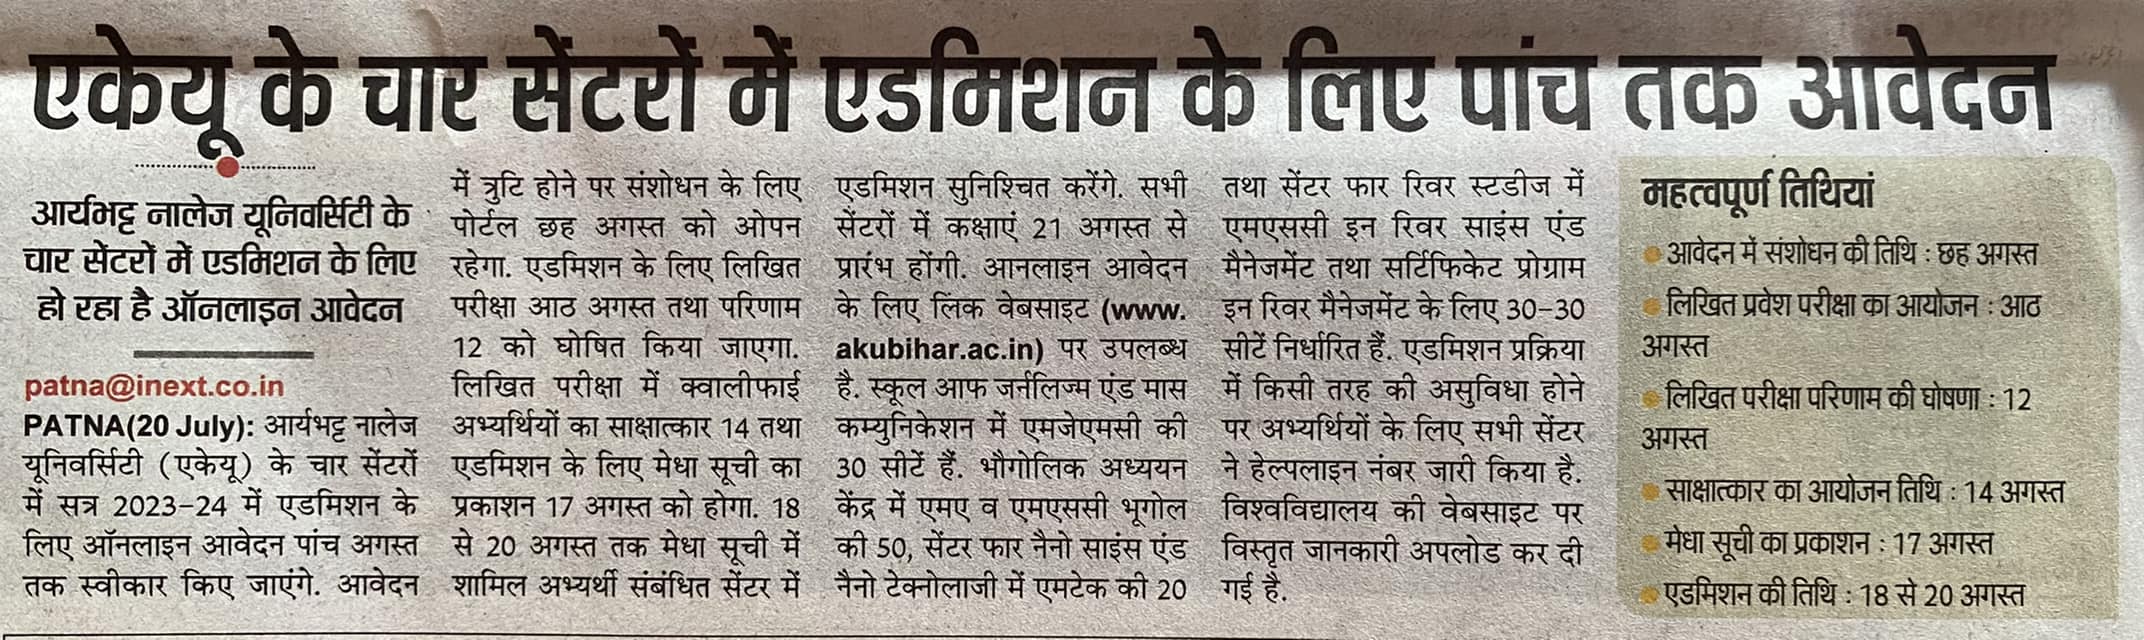 एकेयू के चार सेंटरों में एडमिशन के लिए पांच तक आवेदन
आर्यभट्ट नालेज यूनिवर्सिटी के
चार सेंटरों में एडमिशन के लिए
हो रहा है ऑनलाइन आवेदन
patna@inext.co.in
PATNA(20 July): आर्यभट्ट नालेज
यूनिवर्सिटी (एकेयू) के चार सेंटरों
में सत्र 2023-24 में एडमिशन के
लिए ऑनलाइन आवेदन पांच अगस्त
तक स्वीकार किए जाएंगे. आवेदन
में त्रुटि होने पर संशोधन के लिए
पोर्टल छह अगस्त को ओपन
रहेगा. एडमिशन के लिए लिखित
परीक्षा आठ अगस्त तथा परिणाम
12 को घोषित किया जाएगा.
लिखित परीक्षा में क्वालीफाई
अभ्यर्थियों का साक्षात्कार 14 तथा
एडमिशन के लिए मेधा सूची का
प्रकाशन 17 अगस्त को होगा. 18
से 20 अगस्त तक मेधा सूची में
शामिल अभ्यर्थी संबंधित सेंटर में
एडमिशन सुनिश्चित करेंगे. सभी
सेंटरों में कक्षाएं 21 अगस्त से
प्रारंभ होंगी. आनलाइन आवेदन
के लिए लिंक वेबसाइट (www.
akubihar.ac.in) पर उपलब्ध
है. स्कूल आफ जर्नलिज्म एंड मास
कम्युनिकेशन में एमजेएमसी की
30 सीटें हैं. भौगोलिक अध्ययन
केंद्र में एमए व एमएससी भूगोल
की 50, सेंटर फार नैनो साइंस एंड
नैनो टेक्नोलाजी में एमटेक की 20
तथा सेंटर फार रिवर स्टडीज में
एमएससी इन रिवर साइंस एंड
मैनेजमेंट तथा सर्टिफिकेट प्रोग्राम
इन रिवर मैनेजमेंट के लिए 30-30
सीटें निर्धारित हैं. एडमिशन प्रक्रिया
में किसी तरह की असुविधा होने
पर अभ्यर्थियों के लिए सभी सेंटर
ने हेल्पलाइन नंबर जारी किया है.
विश्वविद्यालय की वेबसाइट पर
विस्तृत जानकारी अपलोड कर दी
गई है.
महत्वपूर्ण तिथियां
आवेदन में संशोधन की तिथि : छह अगस्त
लिखित प्रवेश परीक्षा का आयोजन : आठ
अगस्त
लिखित परीक्षा परिणाम की घोषणा : 12
अगस्त
साक्षात्कार का आयोजन तिथि : 14 अगस्त
मेधा सूची का प्रकाशन : 17 अगस्त
एडमिशन की तिथि : 18 से 20 अगस्त